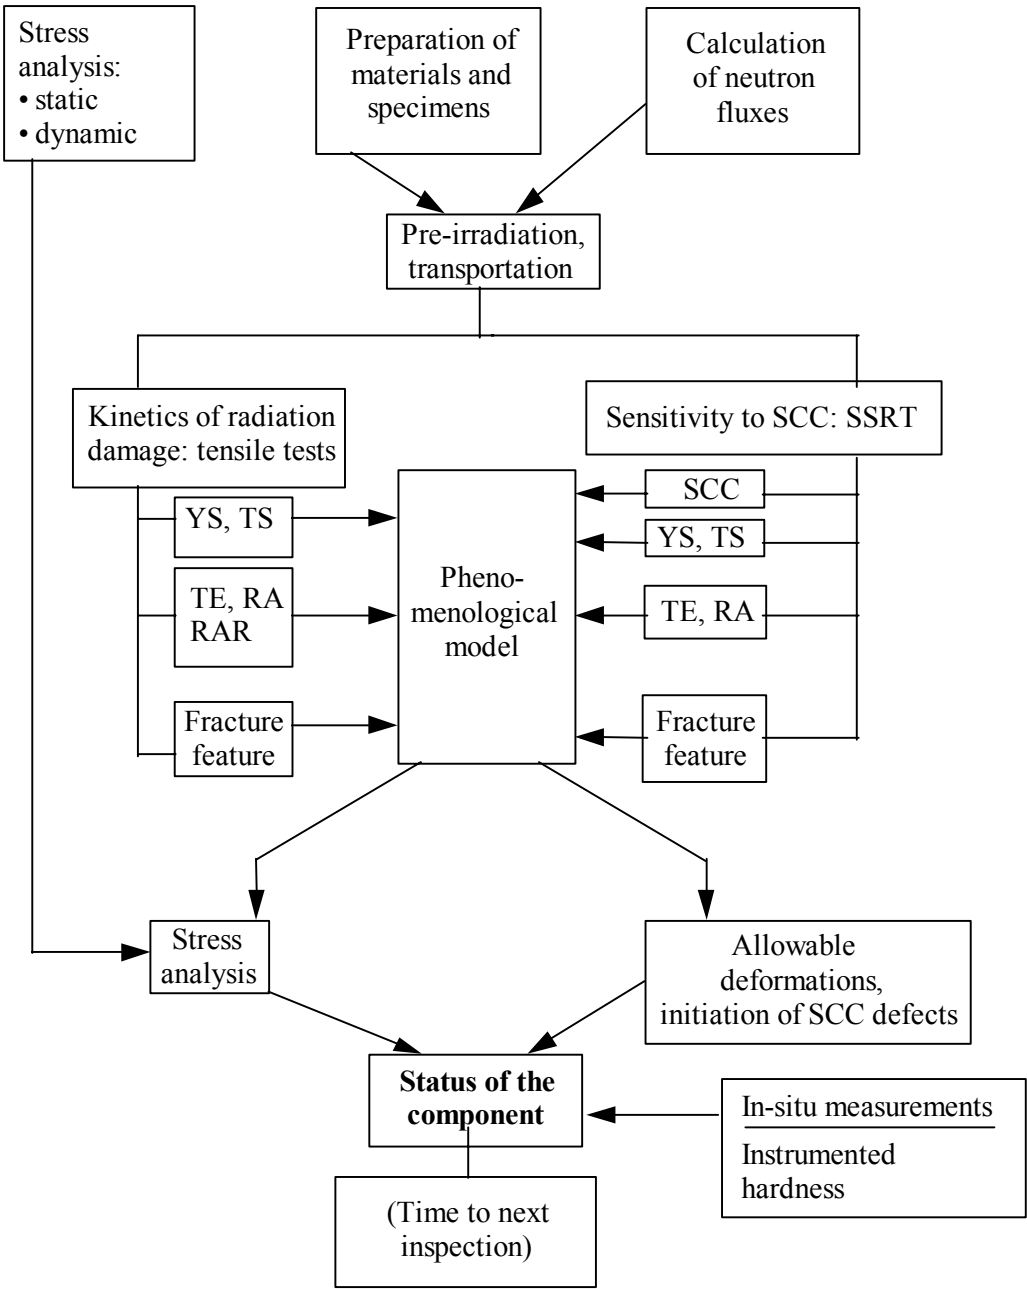 Stress
analysis:
• static
• dynamic
Preparation of
materials and
specimens
Calculation
of neutron
fluxes
Pre-irradiation,
transportation
Kinetics of radiation
damage: tensile tests
Sensitivity to SCC: SSRT
YS, TS
TE, RA
RAR
Fracture
feature
Pheno-
menological
model
SCC
YS, TS
TE, RA
Fracture
feature
Stress
analysis
Allowable
deformations,
initiation of SCC defects
Status of the
component
In-situ measurements
Instrumented
hardness
(Time to next
inspection)